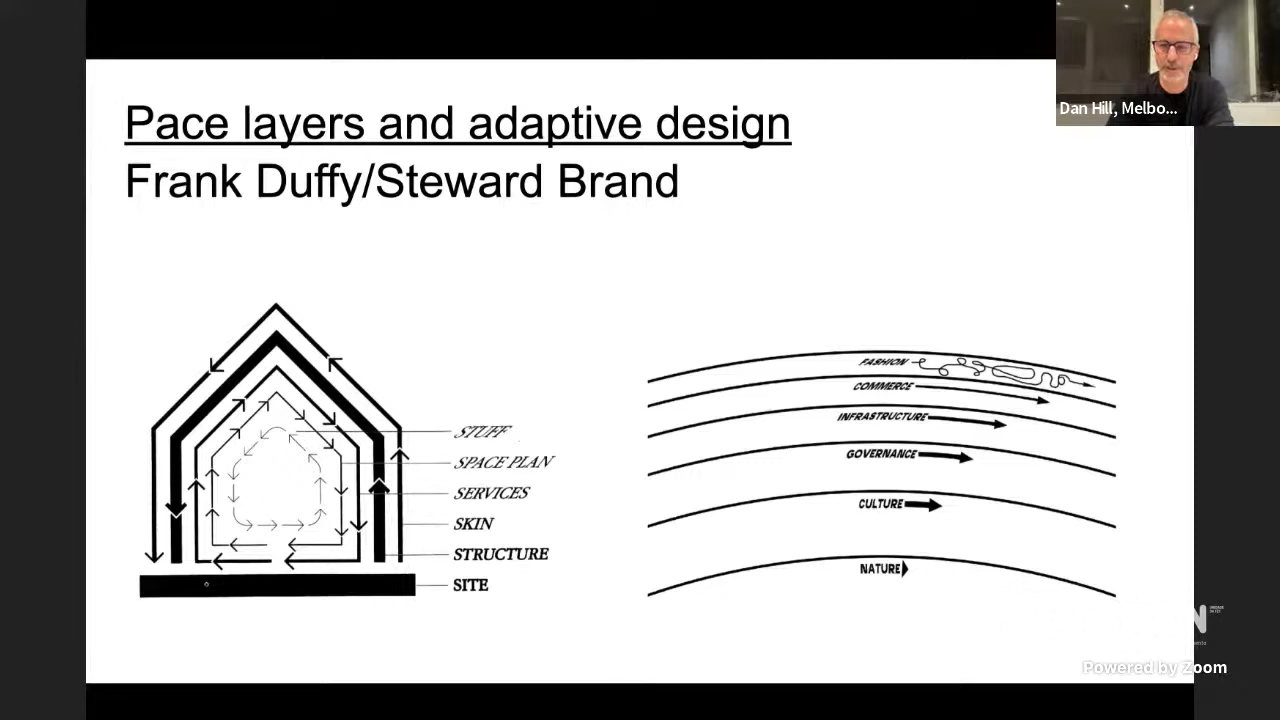 Pace layers and adaptive design
Frank Duffy/Steward Brand
Dan Hill, Melbo...
STUFF
SPACE PLAN
SERVICES
SKIN
STRUCTURE
SITE
FASHION
COMMERCE
INFRASTRUCTURE
GOVERNANCE
CULTURE
NATURE
N
Powered by Zoom